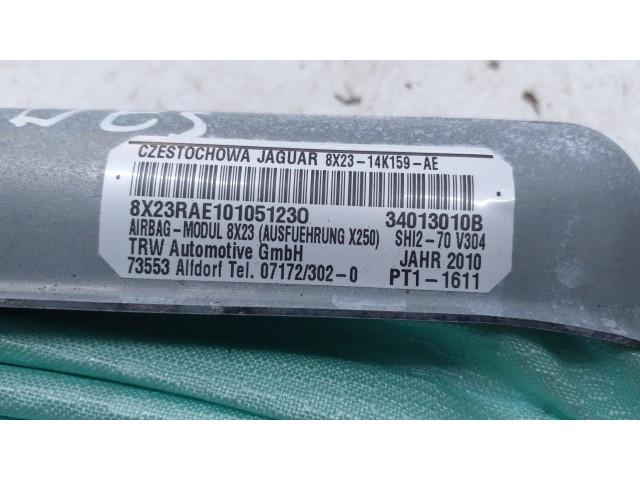 CZESTOCHOWA JAGUAR 8X23-14K159-AE
8X23RAE1010512300 34013010B
AIRBAG-MODUL 8X23 (AUSFUEHRUNG X250) SHI2-70 V304
TRW Automotive GmbH JAHR 2010
73553 Alfdorf Tel. 07172/302-0 PT1-1611